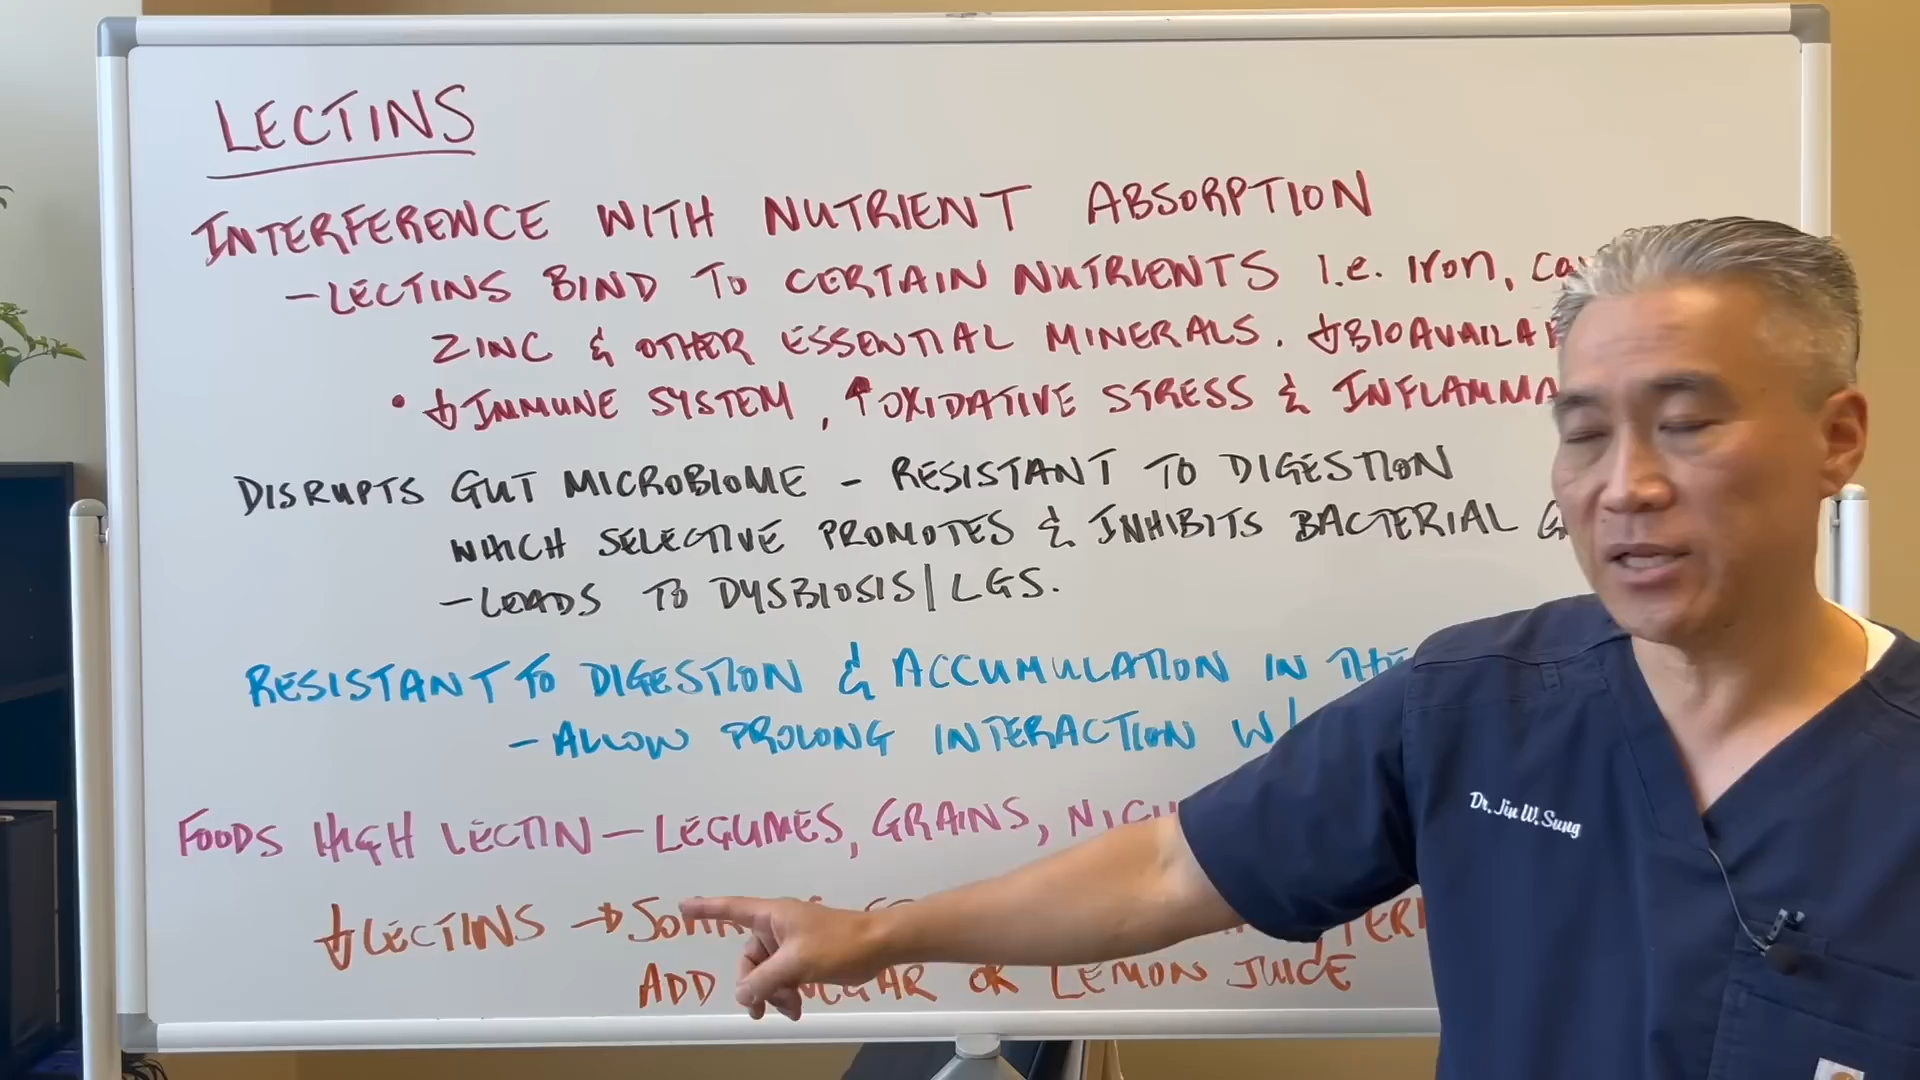 LECTINS
INTERFERENCE WITH NUTRIENT ABSORPTION
- LECTINS BIND TO CERTAIN NUTRIENTS i.e. Iron,
ZINC & OTHER ESSENTIAL MINERALS. ↓
• ↓ IMMUNE SYSTEM, ↑ OXIDATIVE STRESS &
DISRUPTS GUT MICROBIOME - RESISTANT TO DIGESTION
WHICH SELECTIVE PROMOTES & INHIBITS BACTERIAL
- LEADS TO DYSBIOSIS/LGS.
RESISTANT TO DIGESTION & ACCUMULATION IN THE
- ALLOW PROLONG INTERACTION W/
FOODS HIGH LECTIN - LEGUMES, GRAINS,
↓ LECTINS →
ADD OR LEMON JUICE
Dr. Jin W. Sung